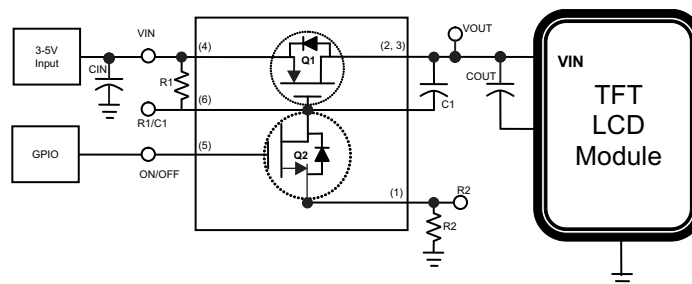 3-5V
Input
VIN
CIN
R1
R1/C1
GPIO
ON/OFF
(4)
(6)
(5)
Q1
Q2
(2, 3)
(1)
VOUT
C1
COUT
R2
R2
VIN
TFT
LCD
Module